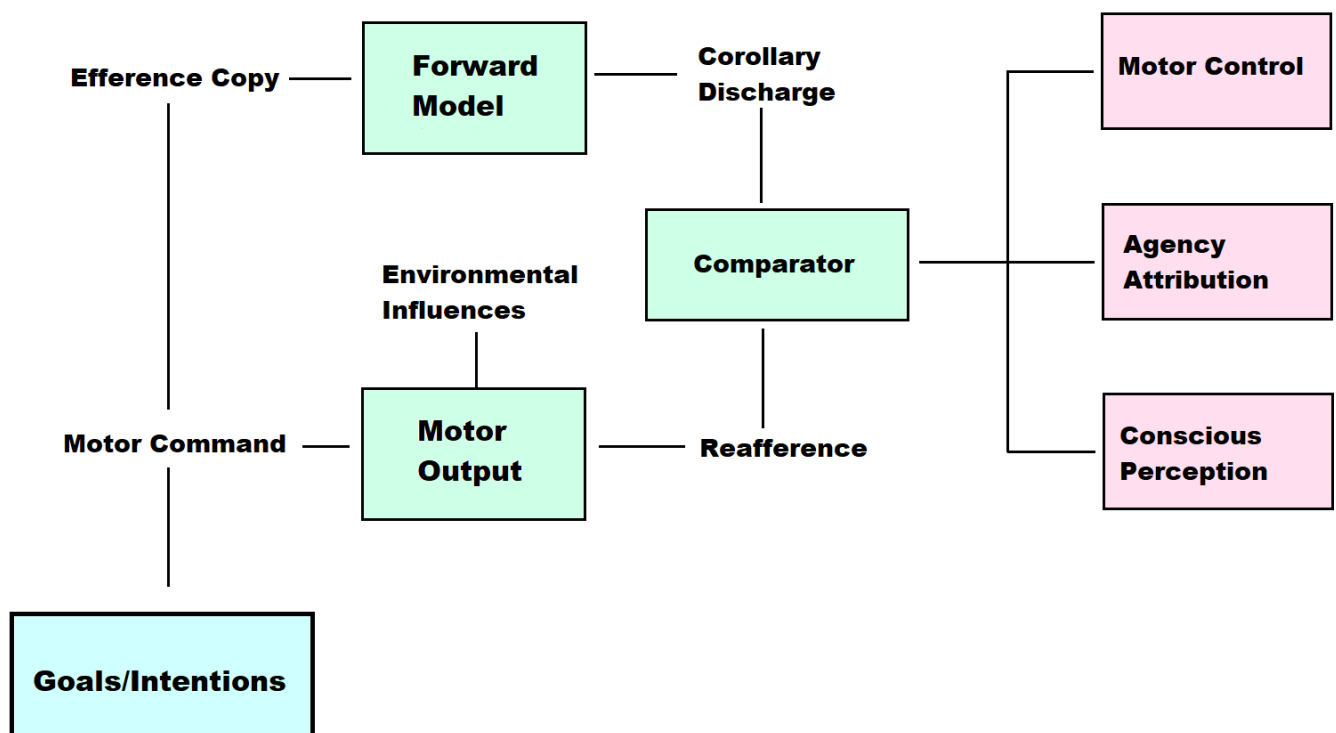 Efference Copy
Forward
Model
Corollary
Discharge
Motor Control
Comparator
Agency
Attribution
Environmental
Influences
Motor Command
Motor
Output
Reafference
Conscious
Perception
Goals/Intentions